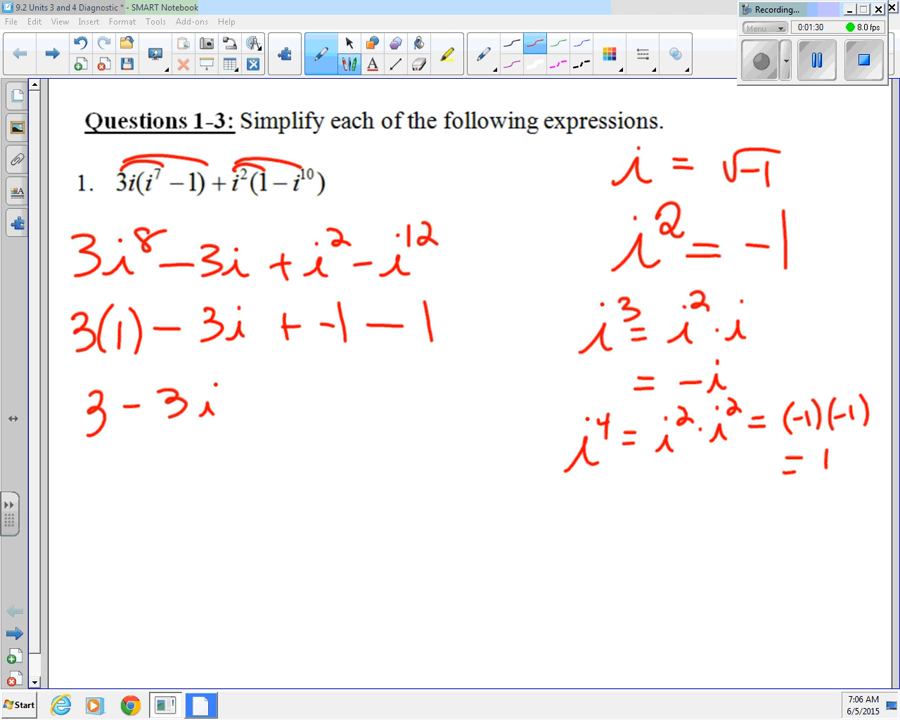 9.2 Units 3 and 4 Diagnostic * - SMART Notebook
File Edit View Insert Format Tools Add-ons Help
Recording...
Menu
0:01:30
8.0 fps
Questions 1-3: Simplify each of the following expressions.
1. 3i(i⁷ − 1) + i²(1 − i¹⁰)
3i⁸ − 3i + i² − i¹²
3(1) − 3i + -1 − 1
3 − 3i
i = √-1
i² = -1
i³ = i² · i
= -i
i⁴ = i² · i² = (-1)(-1)
= 1
Start
7:06 AM
6/5/2015